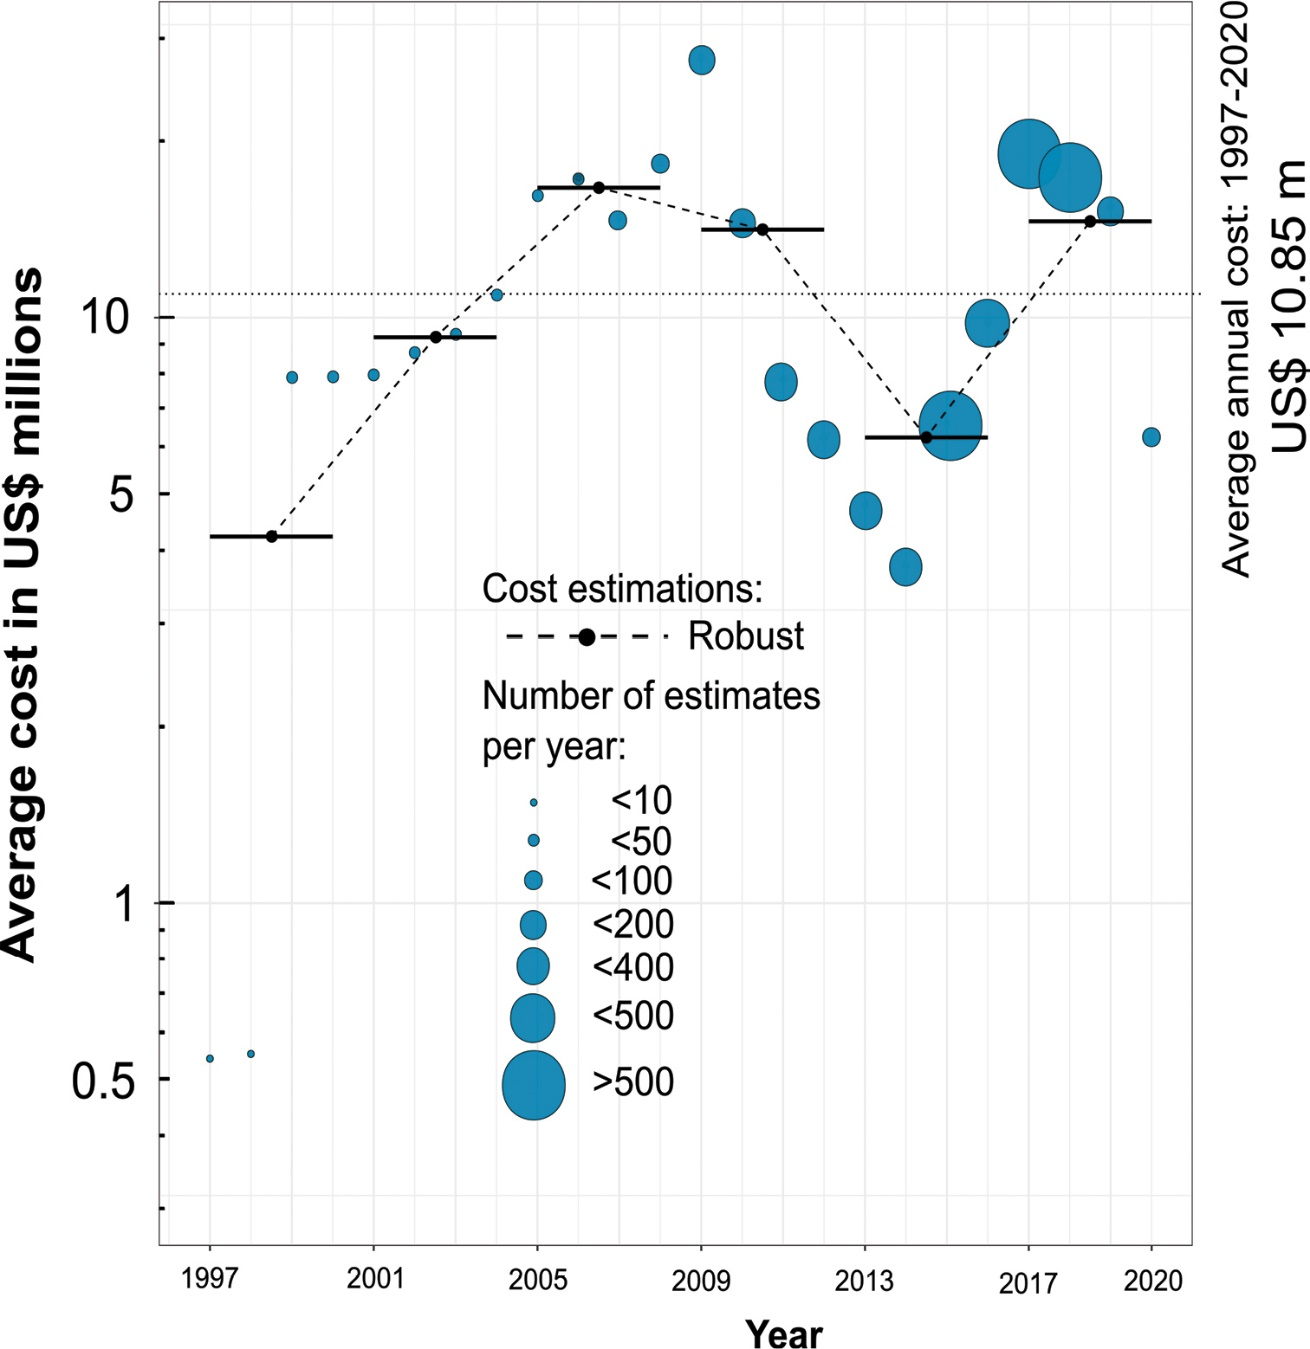 Average cost in US$ millions
10
5
1
0.5
Cost estimations:
Robust
Number of estimates
per year:
<10
<50
<100
<200
<400
<500
>500
1997 2001 2005 2009 2013 2017 2020
Year
Average annual cost: 1997-2020
US$ 10.85 m